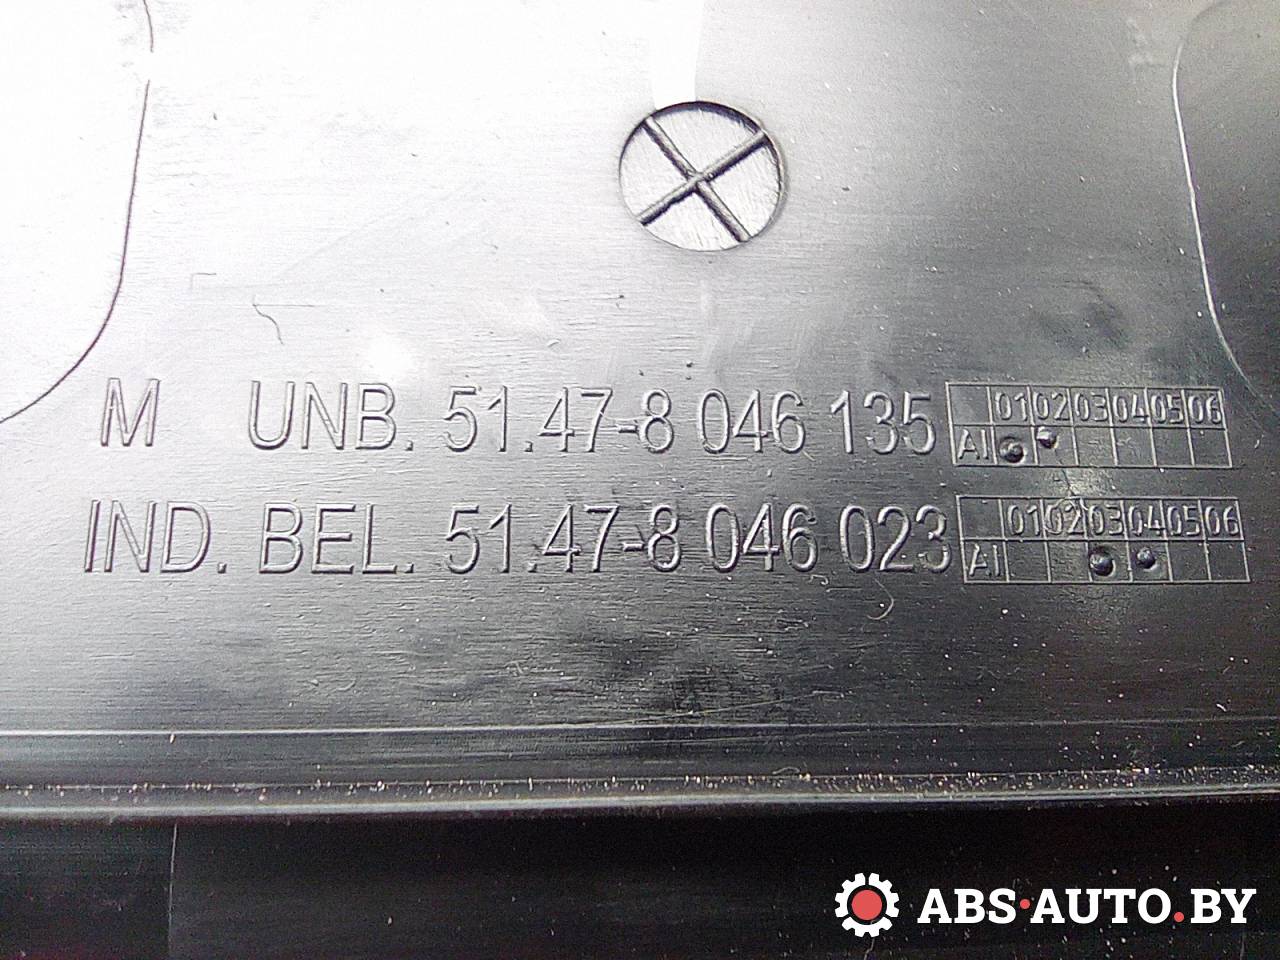 M UNB. 51.47-8 046 135 01 02 03 04 05 06
AI
IND. BEL. 51.47-8 046 023 01 02 03 04 05 06
AI
ABS·AUTO.BY